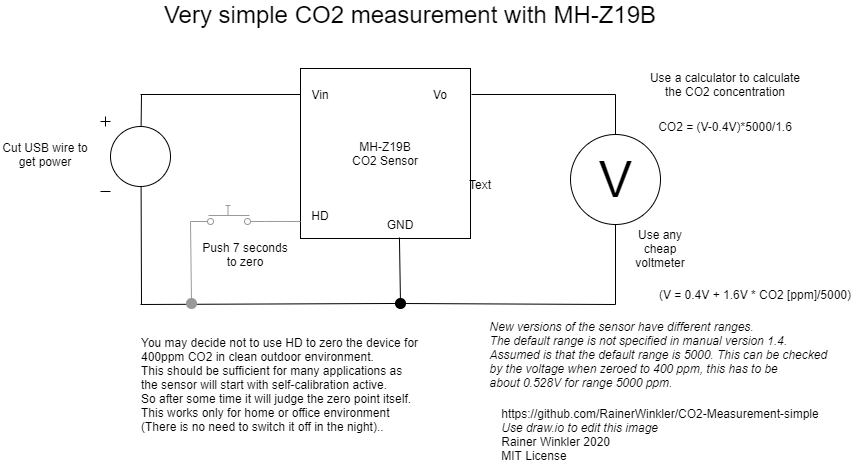 Very simple CO2 measurement with MH-Z19B
Use a calculator to calculate
the CO2 concentration
CO2 = (V-0.4V)*5000/1.6
Vin
Vo
+
Cut USB wire to
get power
−
MH-Z19B
CO2 Sensor
Text
V
HD
GND
Push 7 seconds
to zero
Use any
cheap
voltmeter
(V = 0.4V + 1.6V * CO2 [ppm]/5000)
You may decide not to use HD to zero the device for
400ppm CO2 in clean outdoor environment.
This should be sufficient for many applications as
the sensor will start with self-calibration active.
So after some time it will judge the zero point itself.
This works only for home or office environment
(There is no need to switch it off in the night)..
New versions of the sensor have different ranges.
The default range is not specified in manual version 1.4.
Assumed is that the default range is 5000. This can be checked
by the voltage when zeroed to 400 ppm, this has to be
about 0.528V for range 5000 ppm.
https://github.com/RainerWinkler/CO2-Measurement-simple
Use draw.io to edit this image
Rainer Winkler 2020
MIT License